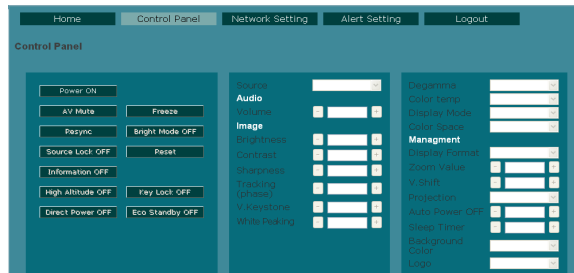 Home Control Panel Network Setting Alert Setting Logout
Control Panel
Power ON
AV Mute Freeze
Resync Bright Mode OFF
Source Lock OFF Reset
Information OFF
High Altitude OFF Key Lock OFF
Direct Power OFF Eco Standby OFF
Source
Audio
Volume - +
Image
Brightness - +
Contrast - +
Sharpness - +
Tracking
(phase) - +
V.Keystone - +
White Peaking - +
Degamma
Color temp
Display Mode
Color Space
Managment
Display Format
Zoom Value - +
V.Shift - +
Projection
Auto Power OFF - +
Sleep Timer - +
Background
Color
Logo